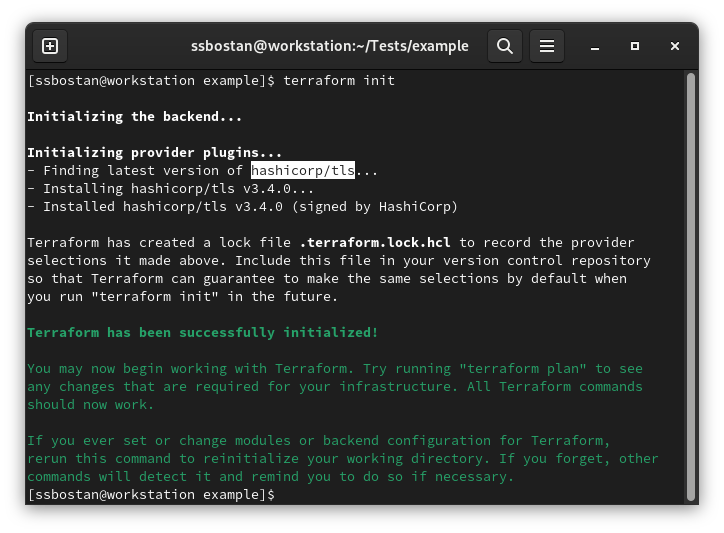 ssbostan@workstation:~/Tests/example
[ssbostan@workstation example]$ terraform init
Initializing the backend...
Initializing provider plugins...
- Finding latest version of hashicorp/tls...
- Installing hashicorp/tls v3.4.0...
- Installed hashicorp/tls v3.4.0 (signed by HashiCorp)
Terraform has created a lock file .terraform.lock.hcl to record the provider
selections it made above. Include this file in your version control repository
so that Terraform can guarantee to make the same selections by default when
you run "terraform init" in the future.
Terraform has been successfully initialized!
You may now begin working with Terraform. Try running "terraform plan" to see
any changes that are required for your infrastructure. All Terraform commands
should now work.
If you ever set or change modules or backend configuration for Terraform,
rerun this command to reinitialize your working directory. If you forget, other
commands will detect it and remind you to do so if necessary.
[ssbostan@workstation example]$